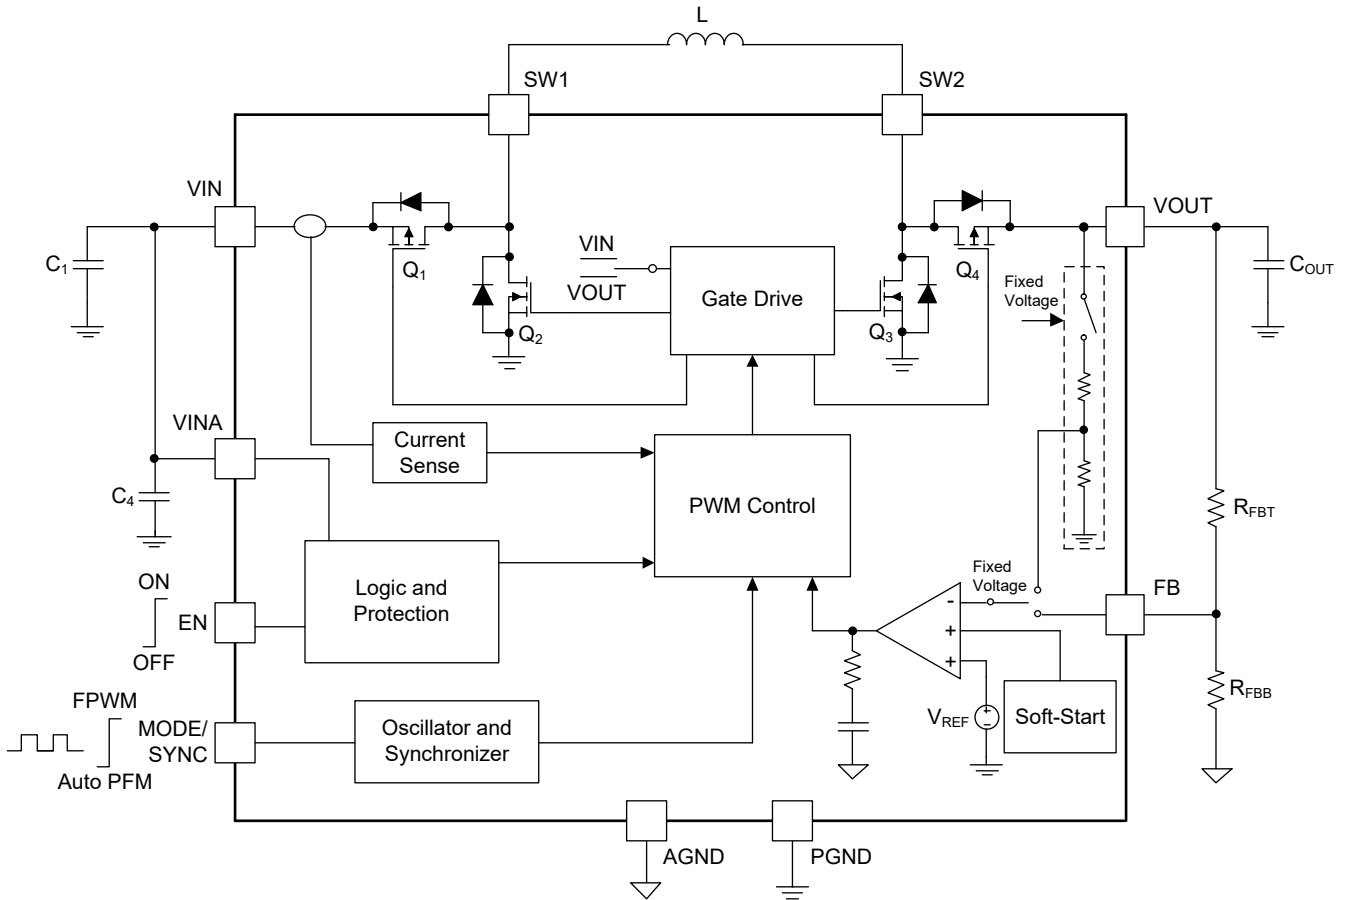 L
SW1
SW2
VIN
VOUT
C1
Q1
VIN
VOUT
Gate Drive
Q2
Q3
Q4
Fixed
Voltage
COUT
VINA
Current
Sense
C4
PWM Control
RFBT
ON
OFF
EN
Logic and
Protection
Fixed
Voltage
FB
-
+
+
FPWM
Auto PFM
MODE/
SYNC
Oscillator and
Synchronizer
VREF
+
−
Soft-Start
RFBB
AGND
PGND